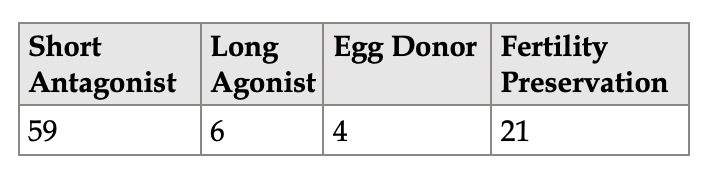 Short Long Egg Donor Fertility
Antagonist Agonist Preservation
59 6 4 21